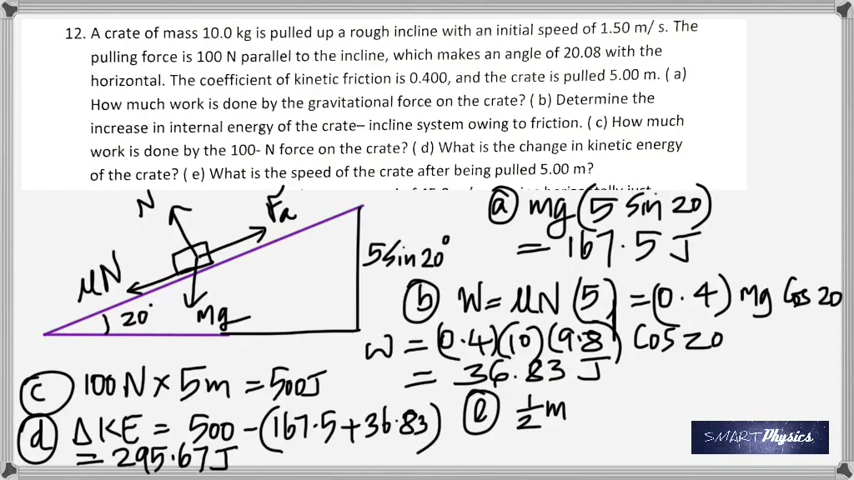 12. A crate of mass 10.0 kg is pulled up a rough incline with an initial speed of 1.50 m/ s. The
pulling force is 100 N parallel to the incline, which makes an angle of 20.08 with the
horizontal. The coefficient of kinetic friction is 0.400, and the crate is pulled 5.00 m. ( a)
How much work is done by the gravitational force on the crate? ( b) Determine the
increase in internal energy of the crate– incline system owing to friction. ( c) How much
work is done by the 100- N force on the crate? ( d) What is the change in kinetic energy
of the crate? ( e) What is the speed of the crate after being pulled 5.00 m?
N
Fa
μN
20°
Mg
5 sin 20°
a mg(5 sin 20)
= 167.5 J
b W = μN (5) = (0.4) mg Cos 20
W = (0.4)(10)(9.8) Cos 20
= 36.83 J
c 100 N × 5m = 500J
d ΔKE = 500 - (167.5 + 36.83)
= 295.67J
e ½ m
SMART Physics